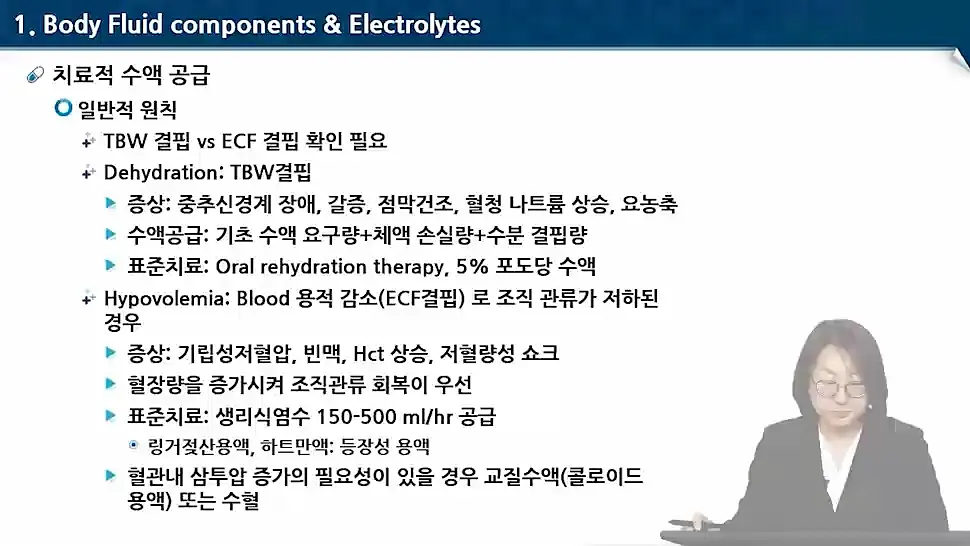 1. Body Fluid components & Electrolytes
치료적 수액 공급
일반적 원칙
TBW 결핍 vs ECF 결핍 확인 필요
Dehydration: TBW결핍
증상: 중추신경계 장애, 갈증, 점막건조, 혈청 나트륨 상승, 요농축
수액공급: 기초 수액 요구량+체액 손실량+수분 결핍량
표준치료: Oral rehydration therapy, 5% 포도당 수액
Hypovolemia: Blood 용적 감소(ECF결핍) 로 조직 관류가 저하된
경우
증상: 기립성저혈압, 빈맥, Hct 상승, 저혈량성 쇼크
혈장량을 증가시켜 조직관류 회복이 우선
표준치료: 생리식염수 150-500 ml/hr 공급
링거젖산용액, 하트만액: 등장성 용액
혈관내 삼투압 증가의 필요성이 있을 경우 교질수액(콜로이드
용액) 또는 수혈